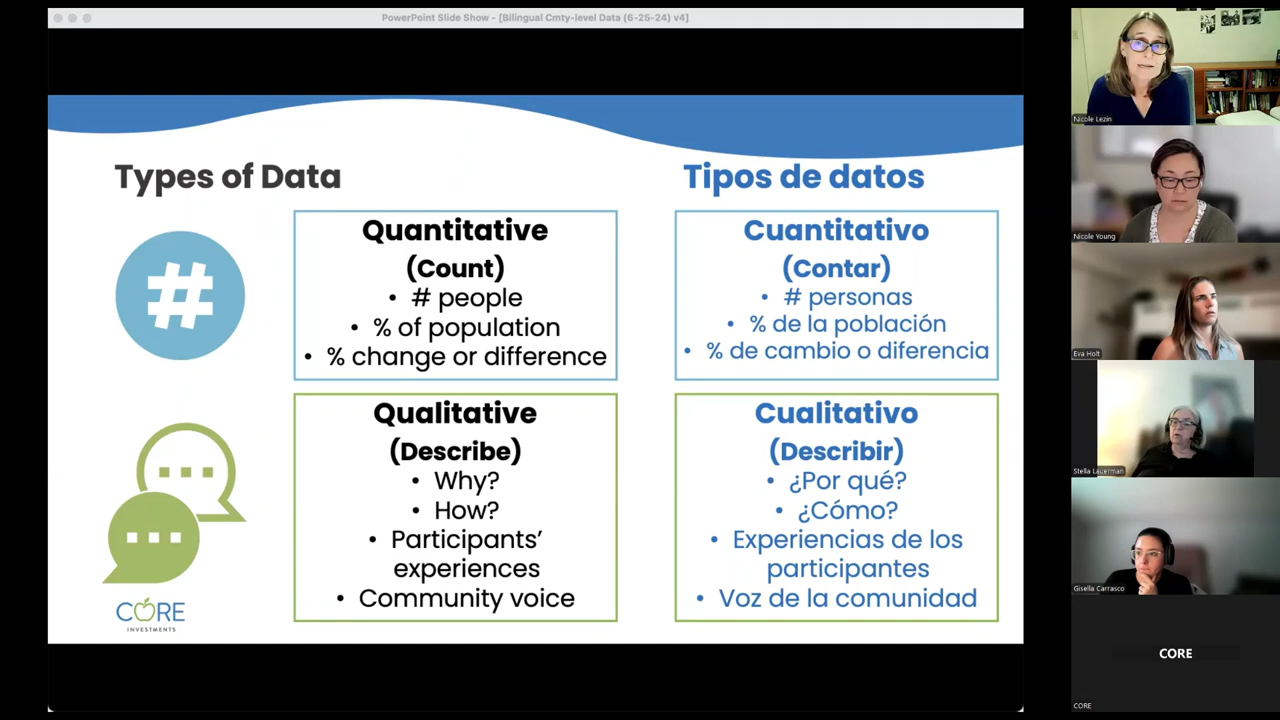 PowerPoint Slide Show - [Bilingual Cmty-level Data (6-25-24) v4]
Types of Data
Tipos de datos
#
Quantitative
(Count)
• # people
• % of population
• % change or difference
Cuantitativo
(Contar)
• # personas
• % de la población
• % de cambio o diferencia
Qualitative
(Describe)
• Why?
• How?
• Participants'
experiences
• Community voice
Cualitativo
(Describir)
• ¿Por qué?
• ¿Cómo?
• Experiencias de los
participantes
• Voz de la comunidad
CORE
INVESTMENTS
Nicole Lezin
Nicole Young
Eva Holt
Stella Lauerman
Gisella Carrasco
CORE
CORE